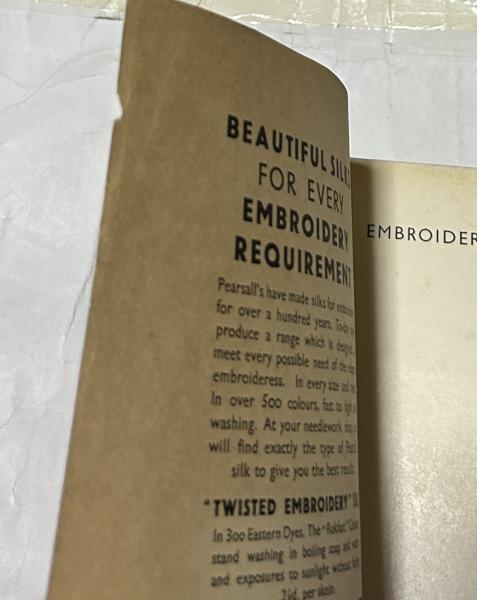 BEAUTIFUL SILKS
FOR EVERY
EMBROIDERY
REQUIREMENT
Pearsall's have made silks for
for over a hundred years. To-day
produce a range which is
meet every possible need of the
embroideress. In every size and
In over 500 colours, fast to light
washing. At your needlework
will find exactly the type of
silk to give you the best results.
"TWISTED EMBROIDERY"
In 300 Eastern Dyes. The
stand washing in boiling soap and
and exposures to sunlight without
per skein.
EMBROIDER